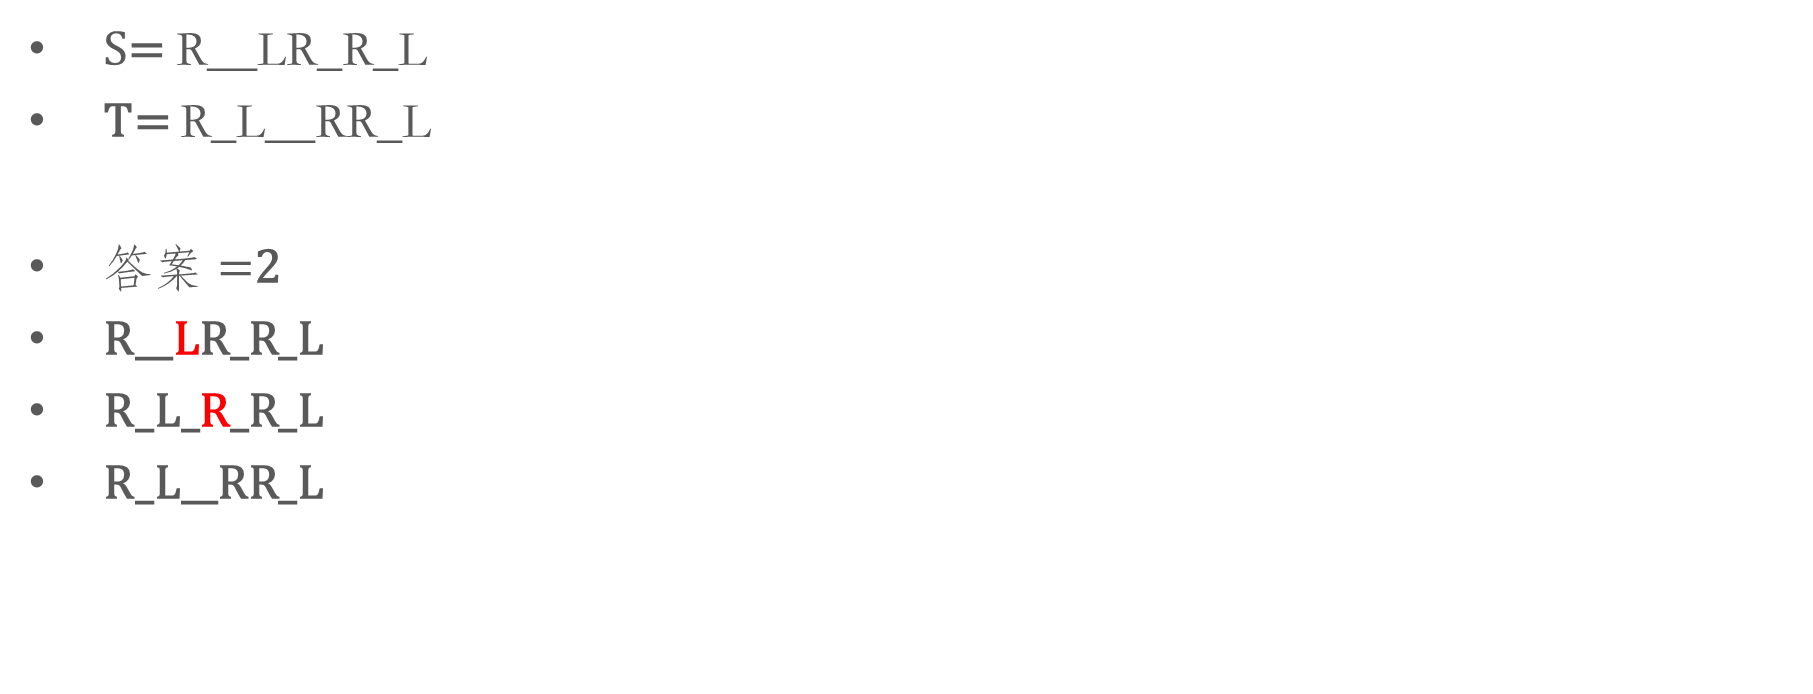 • S= R__LR_R_L
• T= R_L__RR_L
• 答案 =2
• R__LR_R_L
• R_L_R_R_L
• R_L__RR_L